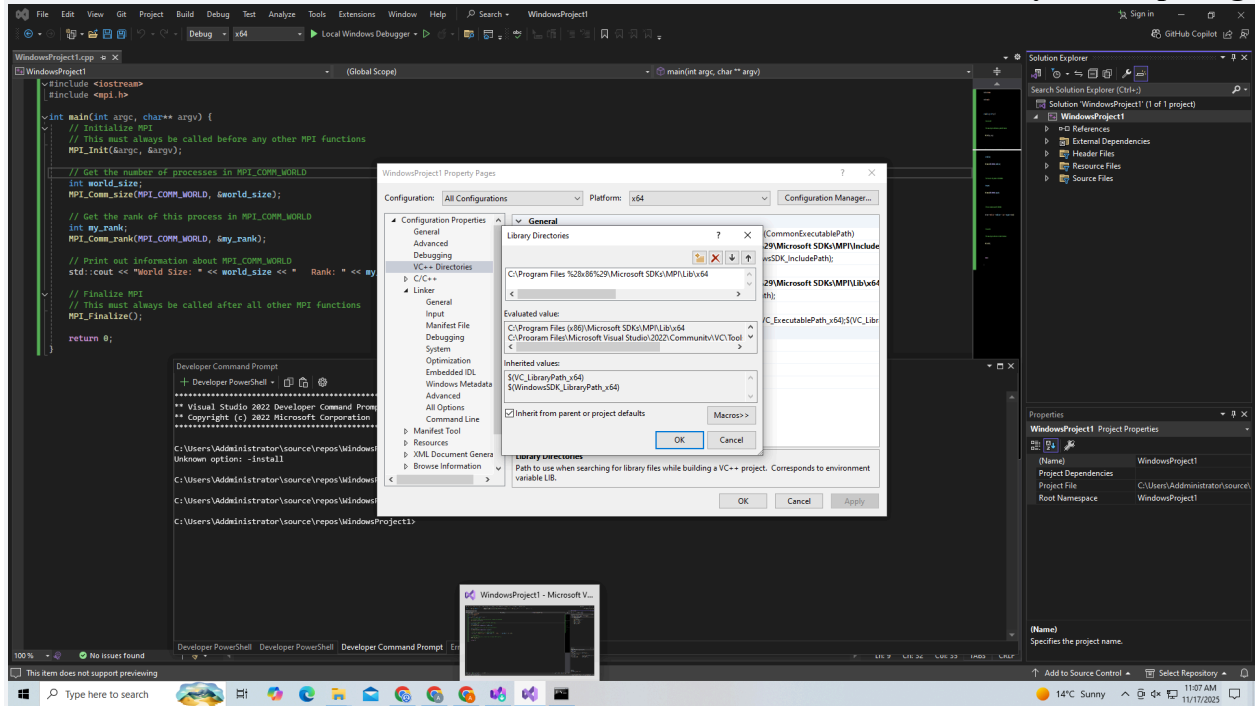 File Edit View Git Project Build Debug Test Analyze Tools Extensions Window Help Search WindowsProject1 Sign in
Debug x64 Local Windows Debugger GitHub Copilot
WindowsProject1.cpp
WindowsProject1 (Global Scope) main(int argc, char ** argv)
#include <iostream>
#include <mpi.h>
int main(int argc, char** argv) {
// Initialize MPI
// This must always be called before any other MPI functions
MPI_Init(&argc, &argv);
// Get the number of processes in MPI_COMM_WORLD
int world_size;
MPI_Comm_size(MPI_COMM_WORLD, &world_size);
// Get the rank of this process in MPI_COMM_WORLD
int my_rank;
MPI_Comm_rank(MPI_COMM_WORLD, &my_rank);
// Print out information about MPI_COMM_WORLD
std::cout << "World Size: " << world_size << " Rank: " << my
// Finalize MPI
// This must always be called after all other MPI functions
MPI_Finalize();
return 0;
}
WindowsProject1 Property Pages ? ×
Configuration: All Configurations Platform: x64 Configuration Manager...
Configuration Properties
General
Advanced
Debugging
VC++ Directories
C/C++
Linker
General
Input
Manifest File
Debugging
System
Optimization
Embedded IDL
Windows Metadata
Advanced
All Options
Command Line
Manifest Tool
Resources
XML Document Genera
Browse Information
General
(CommonExecutablePath)
29\Microsoft SDKs\MPI\Include
wsSDK_IncludePath);
29\Microsoft SDKs\MPI\Lib\x64
th);
VC_ExecutablePath_x64);$(VC_Libr
Library Directories ? ×
C:\Program Files %28x86%29\Microsoft SDKs\MPI\Lib\x64
Evaluated value:
C:\Program Files (x86)\Microsoft SDKs\MPI\Lib\x64
C:\Program Files\Microsoft Visual Studio\2022\Community\VC\Tool
Inherited values:
$(VC_LibraryPath_x64)
$(WindowsSDK_LibraryPath_x64)
Inherit from parent or project defaults Macros>>
OK Cancel
Library Directories
Path to use when searching for library files while building a VC++ project. Corresponds to environment
variable LIB.
OK Cancel Apply
Developer Command Prompt
+ Developer PowerShell
** Visual Studio 2022 Developer Command Promp
** Copyright (c) 2022 Microsoft Corporation
C:\Users\Addministrator\source\repos\WindowsP
Unknown option: -install
C:\Users\Addministrator\source\repos\WindowsP
C:\Users\Addministrator\source\repos\WindowsP
C:\Users\Addministrator\source\repos\WindowsProject1>
Developer PowerShell Developer PowerShell Developer Command Prompt
WindowsProject1 - Microsoft V...
Solution Explorer
Search Solution Explorer (Ctrl+;)
Solution 'WindowsProject1' (1 of 1 project)
WindowsProject1
References
External Dependencies
Header Files
Resource Files
Source Files
Properties
WindowsProject1 Project Properties
(Name) WindowsProject1
Project Dependencies
Project File C:\Users\Addministrator\source\
Root Namespace WindowsProject1
(Name)
Specifies the project name.
100 % No issues found
This item does not support previewing Add to Source Control Select Repository
Type here to search 14°C Sunny 11:07 AM
11/17/2025